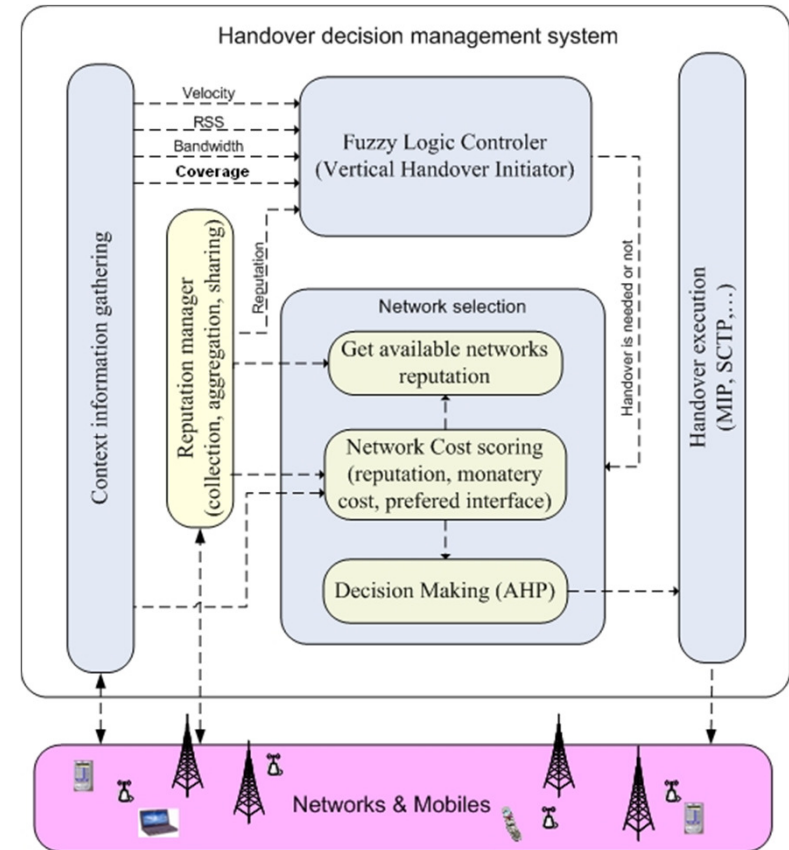 Handover decision management system
Velocity
RSS
Bandwidth
Coverage
Fuzzy Logic Controler
(Vertical Handover Initiator)
Context information gathering
Reputation manager
(collection, aggregation, sharing)
Reputation
Network selection
Get available networks
reputation
Network Cost scoring
(reputation, monatery
cost, prefered interface)
Decision Making (AHP)
Handover is needed or not
Handover execution
(MIP, SCTP,...)
Networks & Mobiles